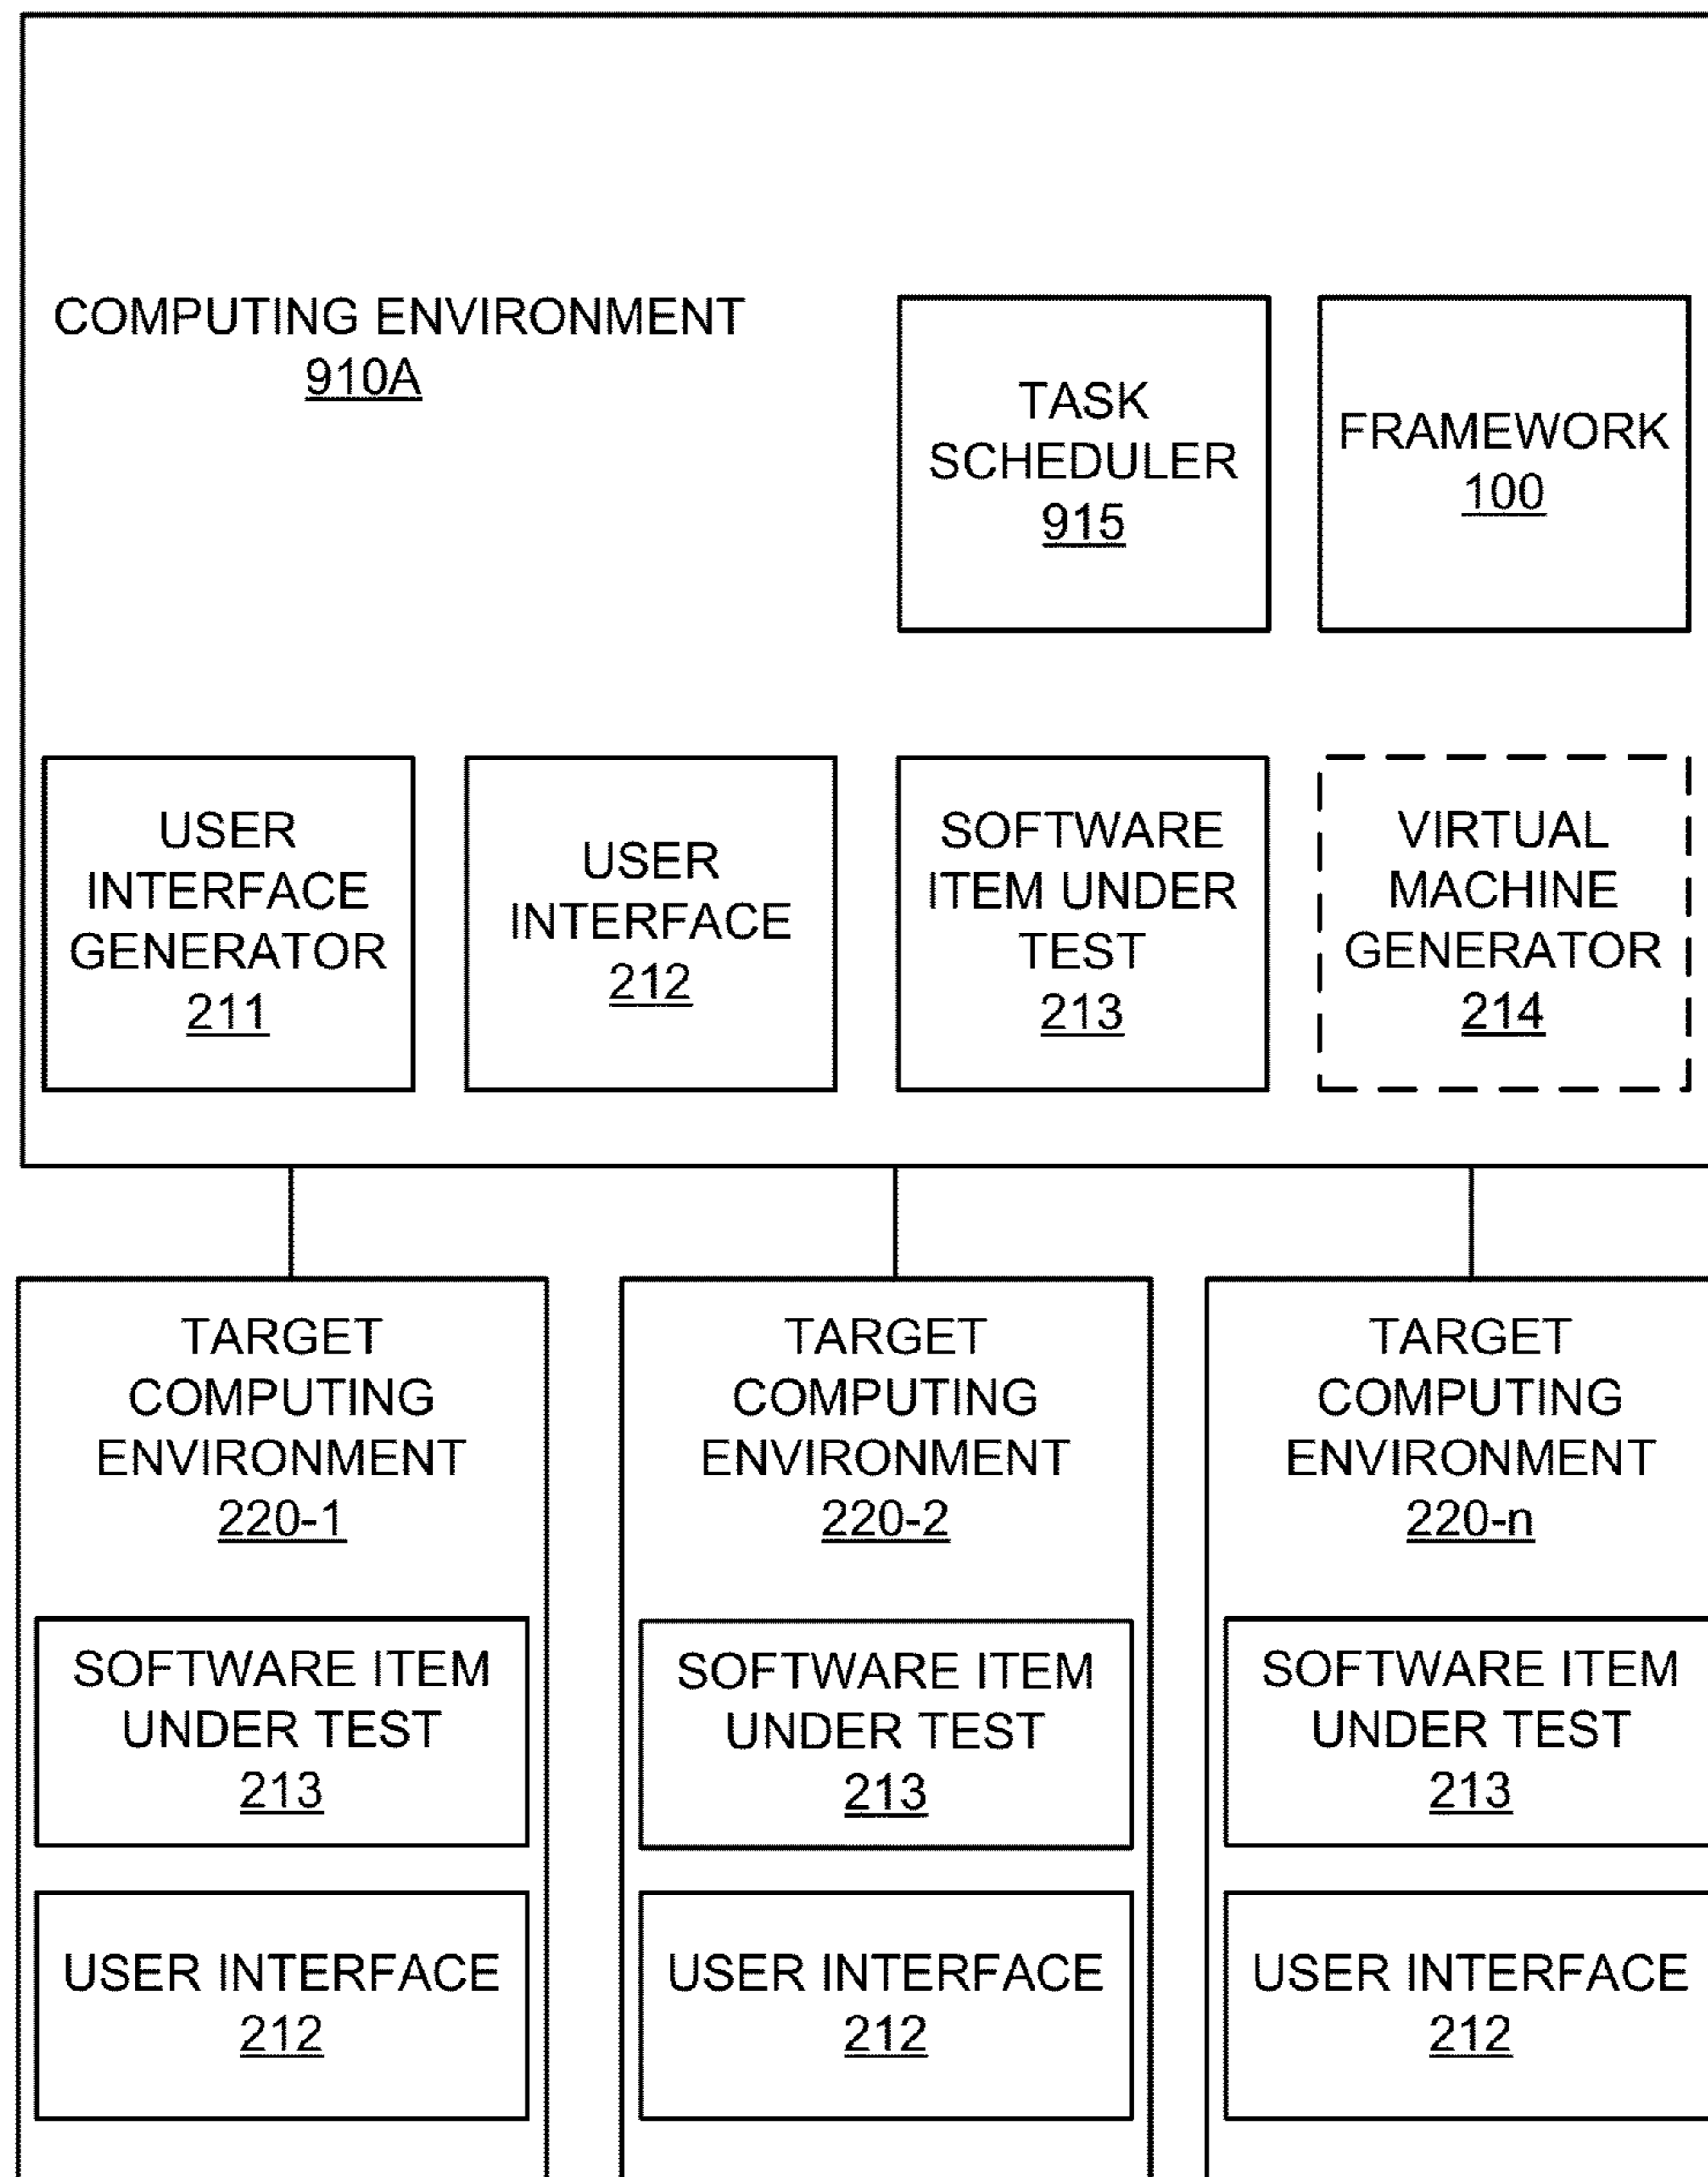 COMPUTING ENVIRONMENT
910A
TASK
SCHEDULER
915
FRAMEWORK
100
USER
INTERFACE
GENERATOR
211
USER
INTERFACE
212
SOFTWARE
ITEM UNDER
TEST
213
VIRTUAL
MACHINE
GENERATOR
214
TARGET
COMPUTING
ENVIRONMENT
220-1
SOFTWARE ITEM
UNDER TEST
213
USER INTERFACE
212
TARGET
COMPUTING
ENVIRONMENT
220-2
SOFTWARE ITEM
UNDER TEST
213
USER INTERFACE
212
TARGET
COMPUTING
ENVIRONMENT
220-n
SOFTWARE ITEM
UNDER TEST
213
USER INTERFACE
212